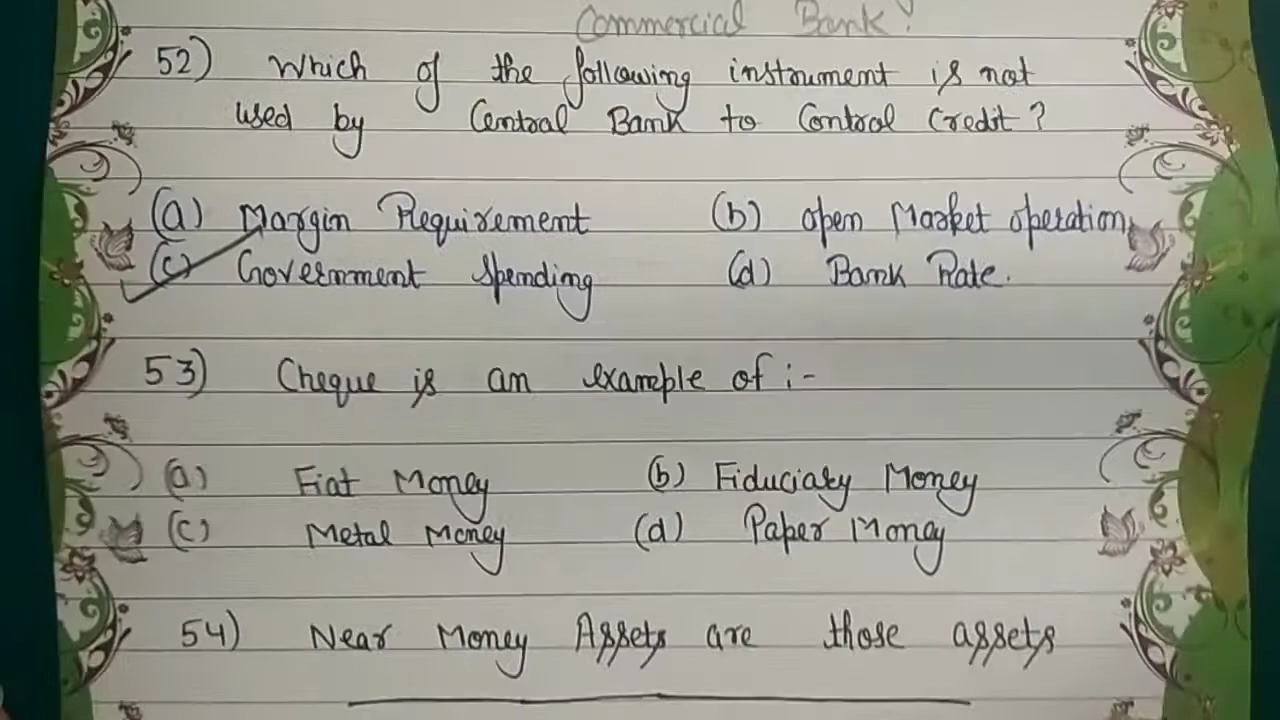 Commercial Bank?
52) Which of the following instrument is not
used by Central Bank to Control Credit?
(a) Margin Requirement (b) open Market operation
(c) Government Spending (d) Bank Rate.
53) Cheque is an example of :-
(a) Fiat Money (b) Fiduciary Money
(c) Metal Money (d) Paper Money
54) Near Money Assets are those assets